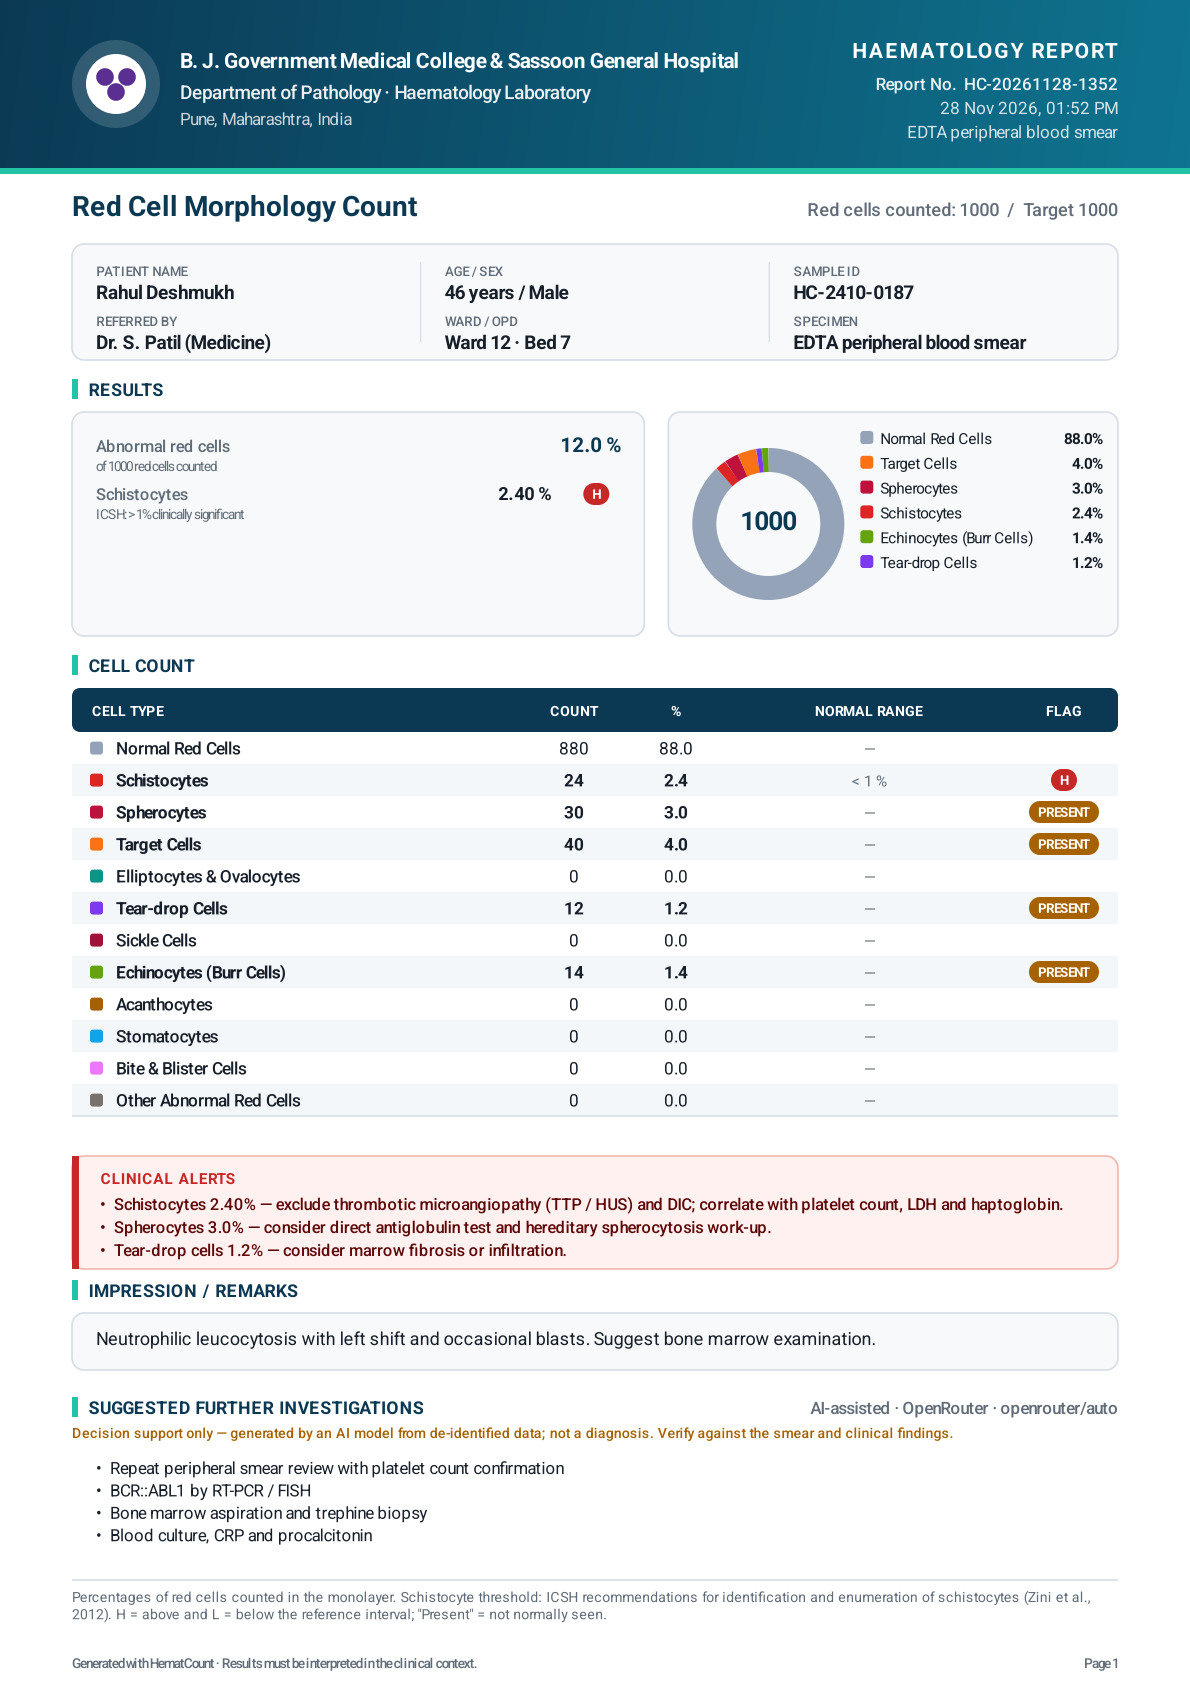 B. J. Government Medical College & Sassoon General Hospital
Department of Pathology · Haematology Laboratory
Pune, Maharashtra, India
HAEMATOLOGY REPORT
Report No. HC-20261128-1352
28 Nov 2026, 01:52 PM
EDTA peripheral blood smear
Red Cell Morphology Count
Red cells counted: 1000 / Target 1000
PATIENT NAME
Rahul Deshmukh
AGE / SEX
46 years / Male
SAMPLE ID
HC-2410-0187
REFERRED BY
Dr. S. Patil (Medicine)
WARD / OPD
Ward 12 · Bed 7
SPECIMEN
EDTA peripheral blood smear
RESULTS
Abnormal red cells 12.0 %
of 1000 red cells counted
Schistocytes 2.40 % H
ICSH: > 1% clinically significant
1000
Normal Red Cells 88.0%
Target Cells 4.0%
Spherocytes 3.0%
Schistocytes 2.4%
Echinocytes (Burr Cells) 1.4%
Tear-drop Cells 1.2%
CELL COUNT
CELL TYPE COUNT % NORMAL RANGE FLAG
Normal Red Cells 880 88.0 –
Schistocytes 24 2.4 < 1 % H
Spherocytes 30 3.0 – PRESENT
Target Cells 40 4.0 – PRESENT
Elliptocytes & Ovalocytes 0 0.0 –
Tear-drop Cells 12 1.2 – PRESENT
Sickle Cells 0 0.0 –
Echinocytes (Burr Cells) 14 1.4 – PRESENT
Acanthocytes 0 0.0 –
Stomatocytes 0 0.0 –
Bite & Blister Cells 0 0.0 –
Other Abnormal Red Cells 0 0.0 –
CLINICAL ALERTS
• Schistocytes 2.40% — exclude thrombotic microangiopathy (TTP / HUS) and DIC; correlate with platelet count, LDH and haptoglobin.
• Spherocytes 3.0% — consider direct antiglobulin test and hereditary spherocytosis work-up.
• Tear-drop cells 1.2% — consider marrow fibrosis or infiltration.
IMPRESSION / REMARKS
Neutrophilic leucocytosis with left shift and occasional blasts. Suggest bone marrow examination.
SUGGESTED FURTHER INVESTIGATIONS
AI-assisted · OpenRouter · openrouter/auto
Decision support only — generated by an AI model from de-identified data; not a diagnosis. Verify against the smear and clinical findings.
• Repeat peripheral smear review with platelet count confirmation
• BCR::ABL1 by RT-PCR / FISH
• Bone marrow aspiration and trephine biopsy
• Blood culture, CRP and procalcitonin
Percentages of red cells counted in the monolayer. Schistocyte threshold: ICSH recommendations for identification and enumeration of schistocytes (Zini et al.,
2012). H = above and L = below the reference interval; "Present" = not normally seen.
Generated with HematCount · Results must be interpreted in the clinical context.
Page 1